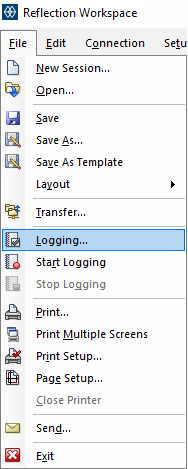 Reflection Workspace
File Edit Connection Setu
New Session...
Open...
Save
Save As...
Save As Template
Layout
Transfer...
Logging...
Start Logging
Stop Logging
Print...
Print Multiple Screens
Print Setup...
Page Setup...
Close Printer
Send...
Exit